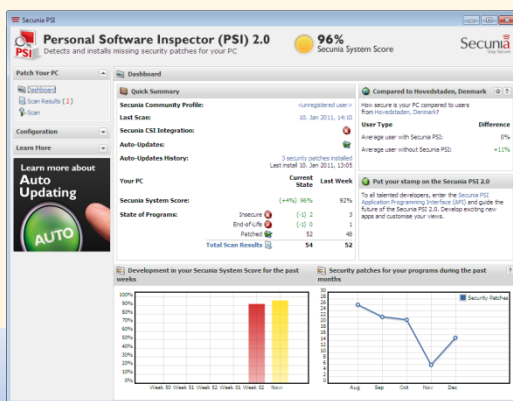 Secunia PSI
Personal Software Inspector (PSI) 2.0
Detects and installs missing security patches for your PC
PSI
96%
Secunia System Score
Secunia
Stay Secure
Patch Your PC
Dashboard
Scan Results (2)
Scan
Configuration
Learn More
Learn more about
Auto
Updating
AUTO
Dashboard
Quick Summary
Secunia Community Profile: <unregistered user>
Last Scan: 10. Jan 2011, 14:10
Secunia CSI Integration:
Auto-Updates:
Auto-Updates History: 3 security patches installed
Last install 10. Jan 2011, 13:05
Your PC Current State Last Week
Secunia System Score: (+4%) 96% 92%
State of Programs: Insecure (-1) 2 3
End-of-Life (-1) 0 1
Patched 52 48
Total Scan Results 54 52
Compared to Hovedstaden, Denmark
How secure is your PC compared to users
from Hovedstaden, Denmark?
User Type Difference
Average user with Secunia PSI: 0%
Average user without Secunia PSI: +11%
Put your stamp on the Secunia PSI 2.0
To all talented developers, enter the Secunia PSI
Application Programming Interface (API) and guide the
future of the Secunia PSI 2.0. Develop exciting new
apps and customise your views.
Development in your Secunia System Score for the past
weeks
100%
90%
80%
70%
60%
50%
40%
30%
20%
10%
0%
Week 50 Week 51 Week 52 Week 01 Week 02 Now
Security patches for your programs during the past
months
30
28
26
24
22
20
18
16
14
12
10
8
6
4
2
0
Security Patches
Aug Sep Oct Nov Dec